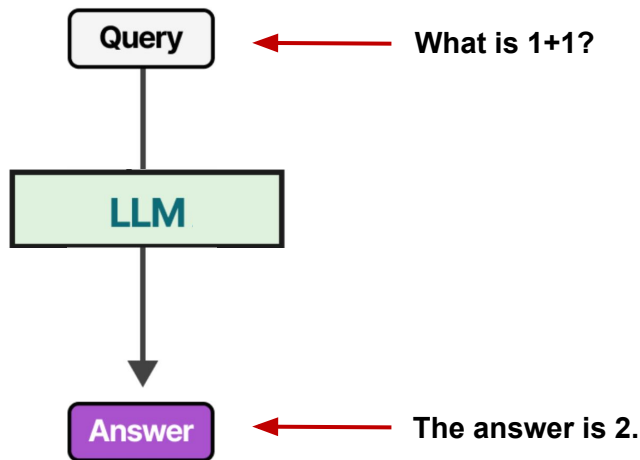 Query
What is 1+1?
LLM
Answer
The answer is 2.